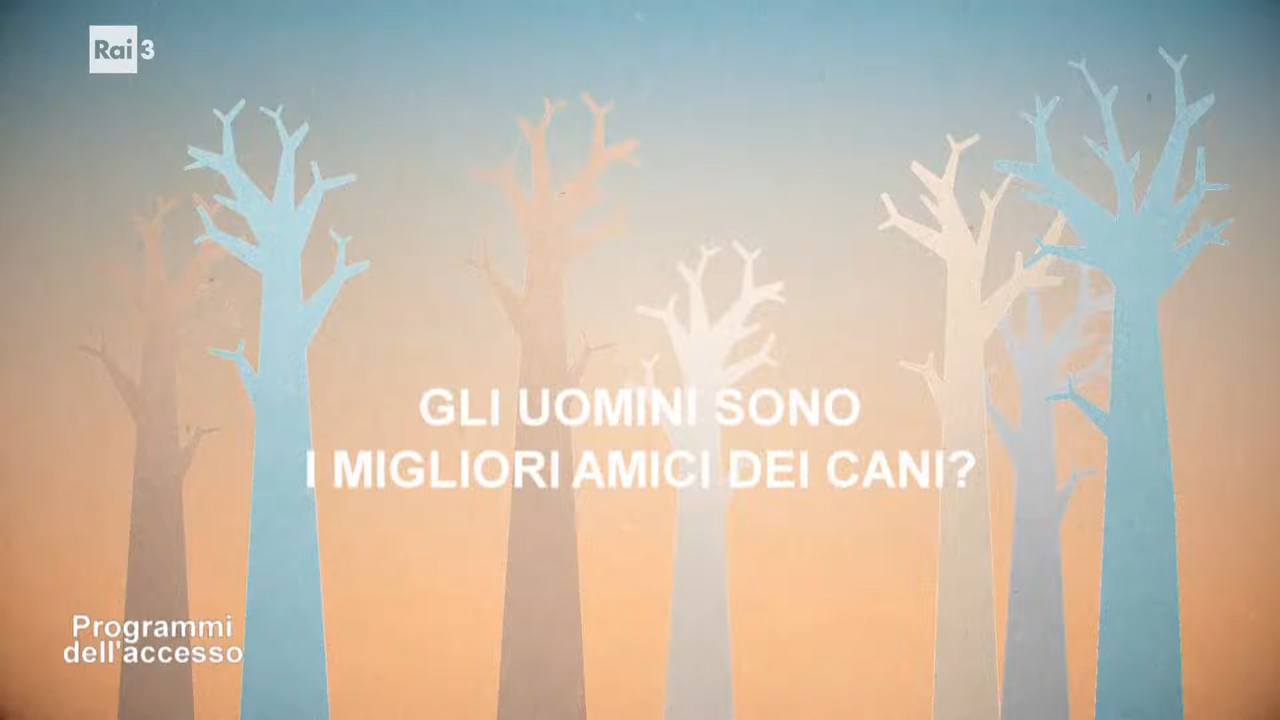 Rai 3
GLI UOMINI SONO
I MIGLIORI AMICI DEI CANI?
Programmi
dell'accesso